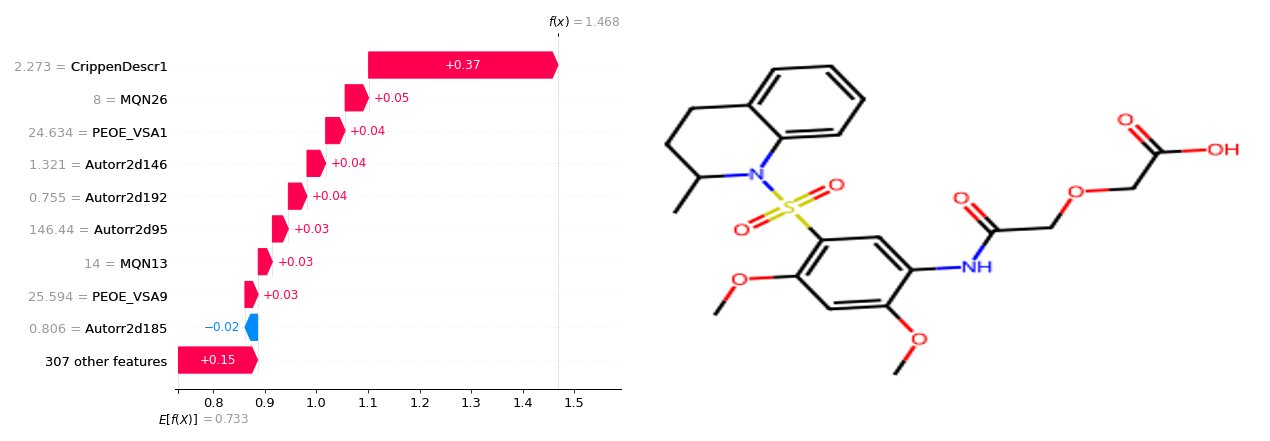 f(x) = 1.468
2.273 = CrippenDescr1
+0.37
8 = MQN26
+0.05
24.634 = PEOE_VSA1
+0.04
1.321 = Autorr2d146
+0.04
0.755 = Autorr2d192
+0.04
146.44 = Autorr2d95
+0.03
14 = MQN13
+0.03
25.594 = PEOE_VSA9
+0.03
0.806 = Autorr2d185
−0.02
307 other features
+0.15
0.8 0.9 1.0 1.1 1.2 1.3 1.4 1.5
E[f(X)] = 0.733
O
OH
N
O
O
O
S
O
NH
O
O